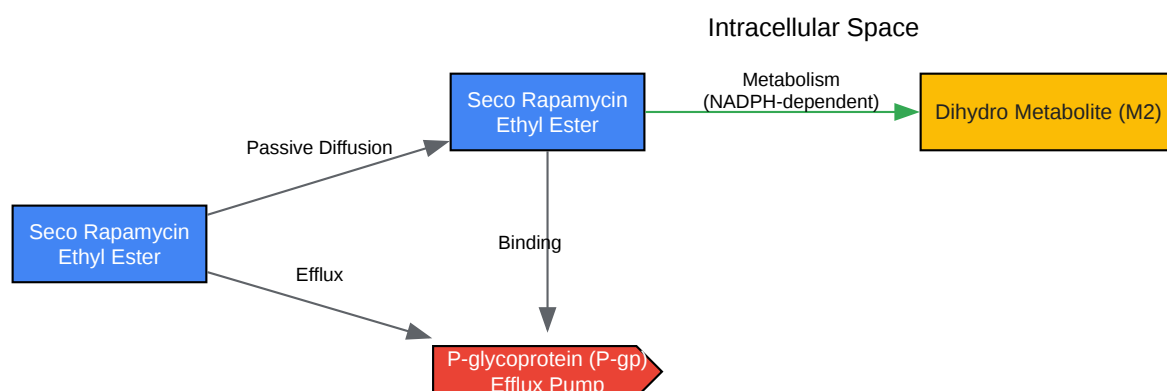 Intracellular Space
Seco Rapamycin
Ethyl Ester
Metabolism
(NADPH-dependent)
Dihydro Metabolite (M2)
Passive Diffusion
Seco Rapamycin
Ethyl Ester
Binding
Efflux
P-glycoprotein (P-gp)
Efflux Pump